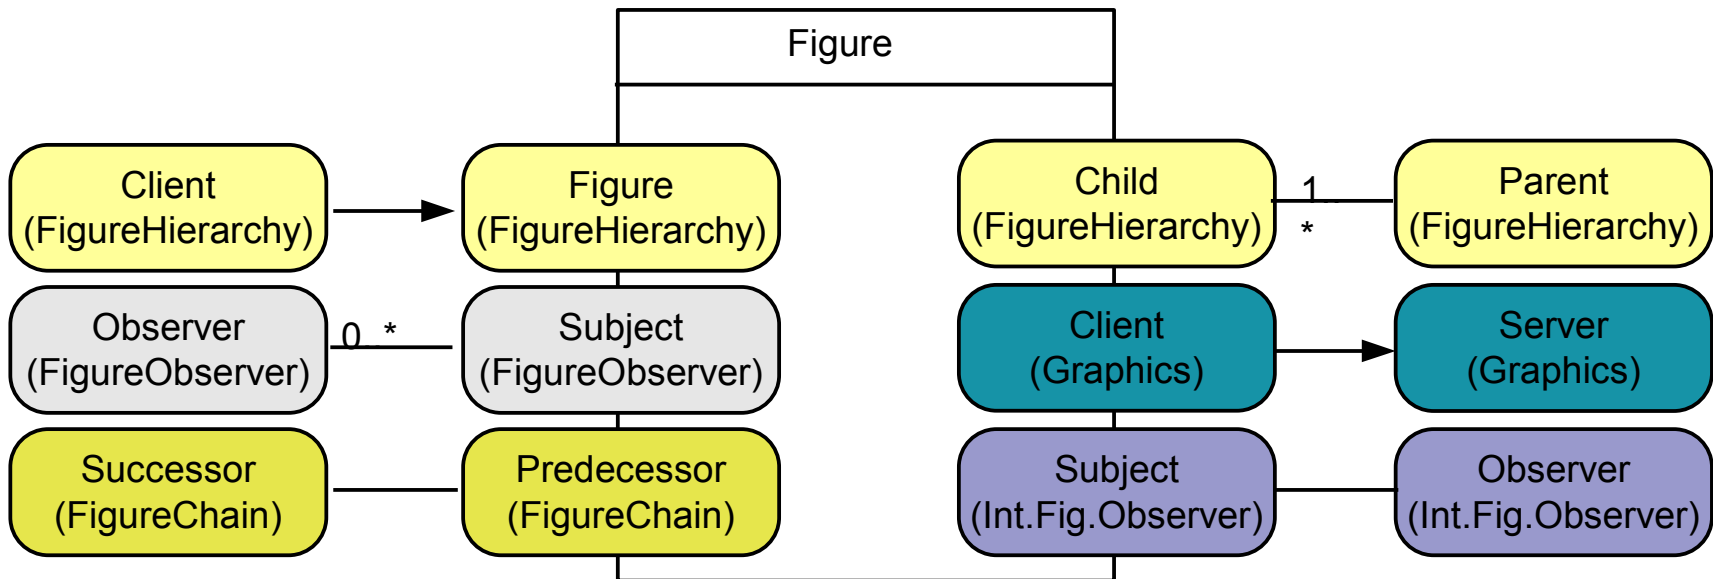 Figure
Client
(FigureHierarchy)
Figure
(FigureHierarchy)
Child
(FigureHierarchy)
1..
*
Parent
(FigureHierarchy)
Observer
(FigureObserver)
0..*
Subject
(FigureObserver)
Client
(Graphics)
Server
(Graphics)
Successor
(FigureChain)
Predecessor
(FigureChain)
Subject
(Int.Fig.Observer)
Observer
(Int.Fig.Observer)